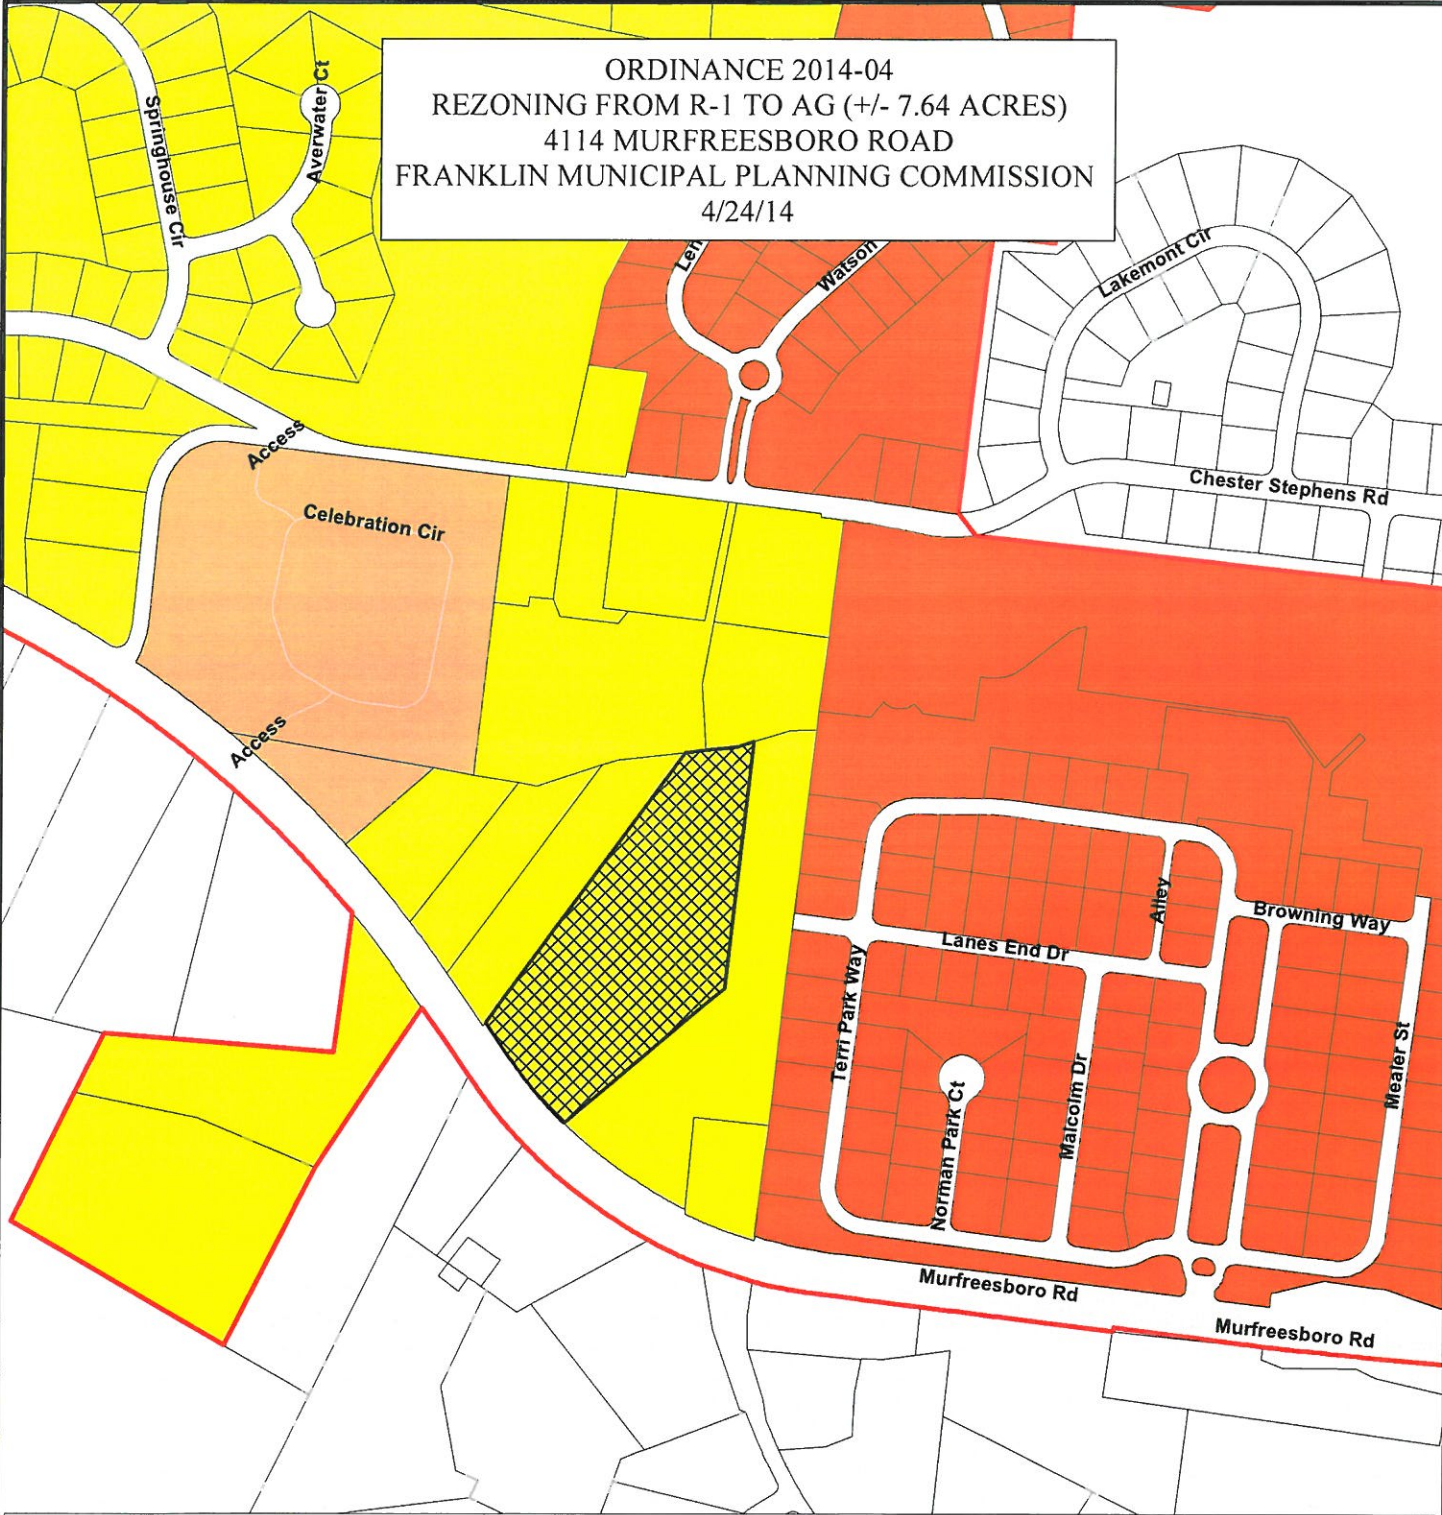 ORDINANCE 2014-04
REZONING FROM R-1 TO AG (+/- 7.64 ACRES)
4114 MURFREESBORO ROAD
FRANKLIN MUNICIPAL PLANNING COMMISSION
4/24/14
Springhouse Cir
Averwater Ct
Len
Watson
Lakemont Cir
Access
Chester Stephens Rd
Celebration Cir
Access
Alley
Browning Way
Lanes End Dr
Terri Park Way
Norman Park Ct
Malcolm Dr
Mealer St
Murfreesboro Rd
Murfreesboro Rd